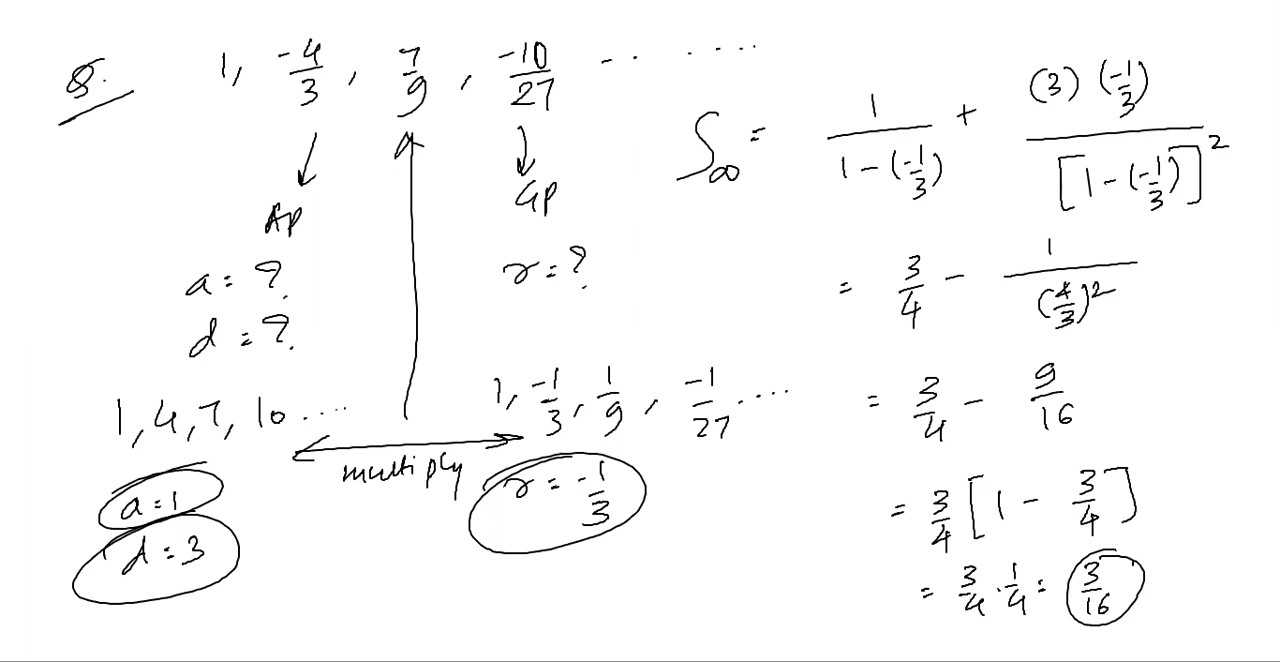 Q. 1, -4/3, 7/9, -10/27 .. ....
AP
a = ?
d = ?
1, 4, 7, 10 ....
a = 1
d = 3
GP
r = ?
1, -1/3, 1/9, -1/27 ....
r = -1/3
multiply
S∞ = 1/(1-(-1/3)) + (3)(-1/3)/[1-(-1/3)]²
= 3/4 - 1/(4/3)²
= 3/4 - 9/16
= 3/4 [1 - 3/4]
= 3/4 · 1/4 = 3/16